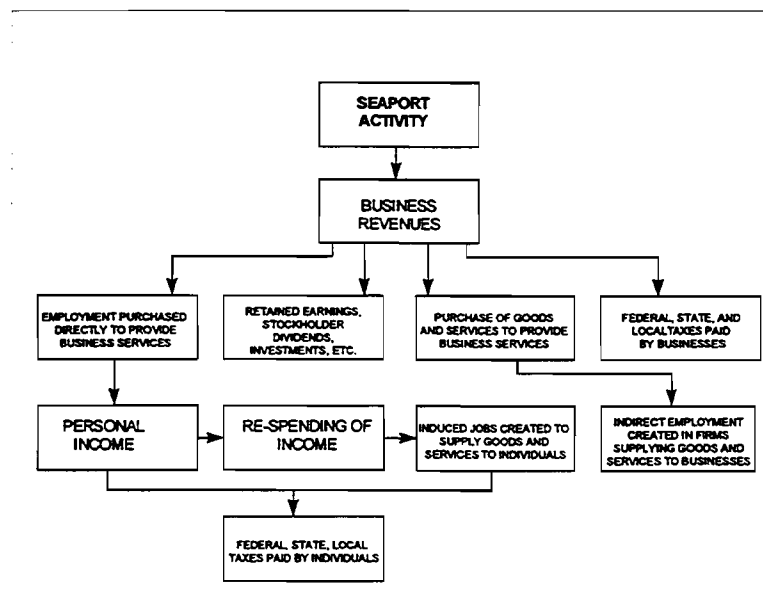 SEAPORT
ACTIVITY
BUSINESS
REVENUES
EMPLOYMENT PURCHASED
DIRECTLY TO PROVIDE
BUSINESS SERVICES
RETAINED EARNINGS,
STOCKHOLDER
DIVIDENDS,
INVESTMENTS, ETC.
PURCHASE OF GOODS
AND SERVICES TO PROVIDE
BUSINESS SERVICES
FEDERAL, STATE, AND
LOCAL TAXES PAID
BY BUSINESSES
PERSONAL
INCOME
RE-SPENDING OF
INCOME
INDUCED JOBS CREATED TO
SUPPLY GOODS AND
SERVICES TO INDIVIDUALS
INDIRECT EMPLOYMENT
CREATED IN FIRMS
SUPPLYING GOODS AND
SERVICES TO BUSINESSES
FEDERAL, STATE, LOCAL
TAXES PAID BY INDIVIDUALS